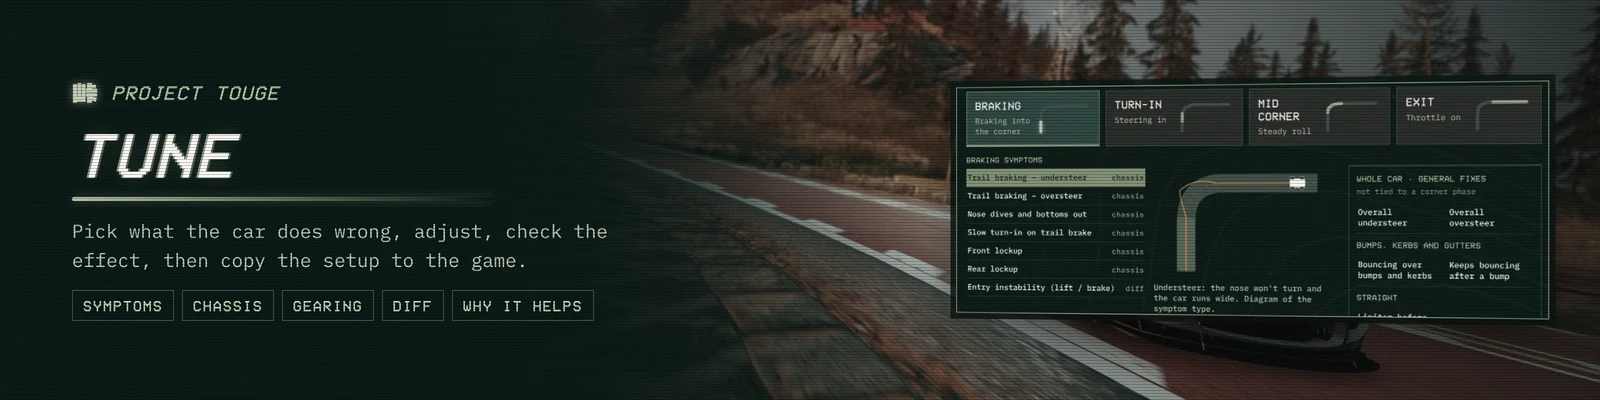 PROJECT TOUGE
TUNE
Pick what the car does wrong, adjust, check the
effect, then copy the setup to the game.
SYMPTOMS
CHASSIS
GEARING
DIFF
WHY IT HELPS
BRAKING
Braking into
the corner
TURN-IN
Steering in
MID
CORNER
Steady roll
EXIT
Throttle on
BRAKING SYMPTOMS
Trail braking – understeer chassis
Trail braking – oversteer chassis
Nose dives and bottoms out chassis
Slow turn-in on trail brake chassis
Front lockup chassis
Rear lockup chassis
Entry instability (lift / brake) diff
Understeer: the nose won't turn and
the car runs wide. Diagram of the
symptom type.
WHOLE CAR · GENERAL FIXES
not tied to a corner phase
Overall
understeer
Overall
oversteer
BUMPS, KERBS AND GUTTERS
Bouncing over
bumps and kerbs
Keeps bouncing
after a bump
STRAIGHT